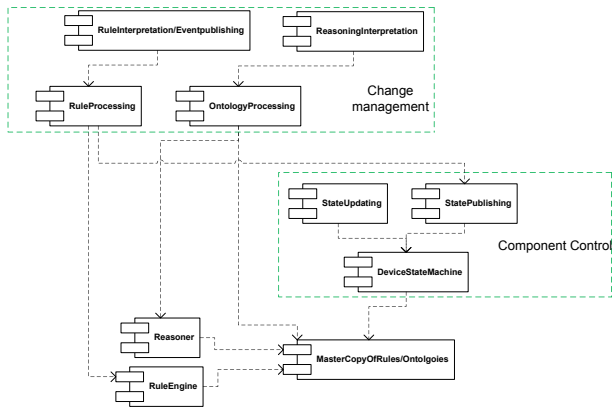 RuleInterpretation/Eventpublishing
ReasoningInterpretation
RuleProcessing
OntologyProcessing
Change
management
StateUpdating
StatePublishing
Component Control
DeviceStateMachine
Reasoner
MasterCopyOfRules/Ontolgoies
RuleEngine